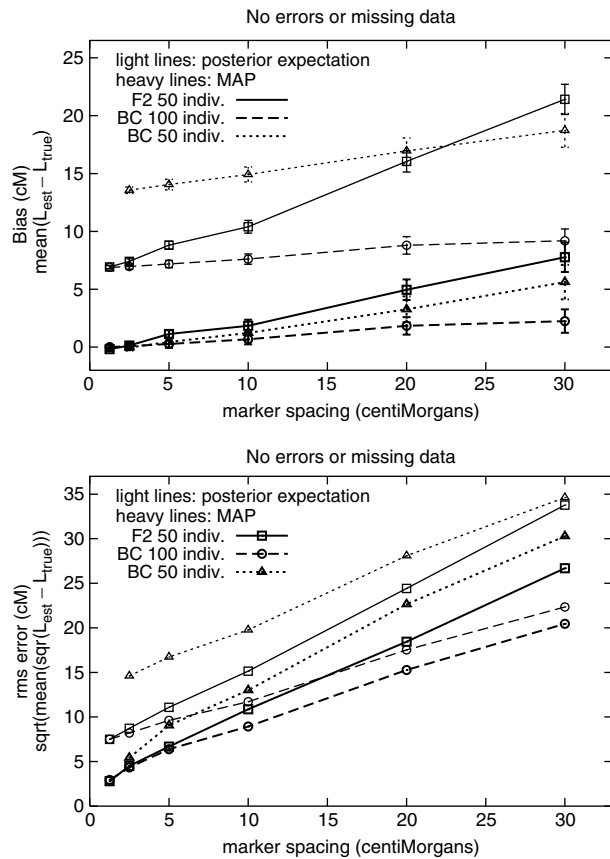 No errors or missing data
light lines: posterior expectation
heavy lines: MAP
F2 50 indiv.
BC 100 indiv.
BC 50 indiv.
Bias (cM)
mean(L_est – L_true)
25
20
15
10
5
0
0 5 10 15 20 25 30
marker spacing (centiMorgans)
No errors or missing data
light lines: posterior expectation
heavy lines: MAP
F2 50 indiv.
BC 100 indiv.
BC 50 indiv.
rms error (cM)
sqrt(mean(sqr(L_est – L_true)))
35
30
25
20
15
10
5
0
0 5 10 15 20 25 30
marker spacing (centiMorgans)